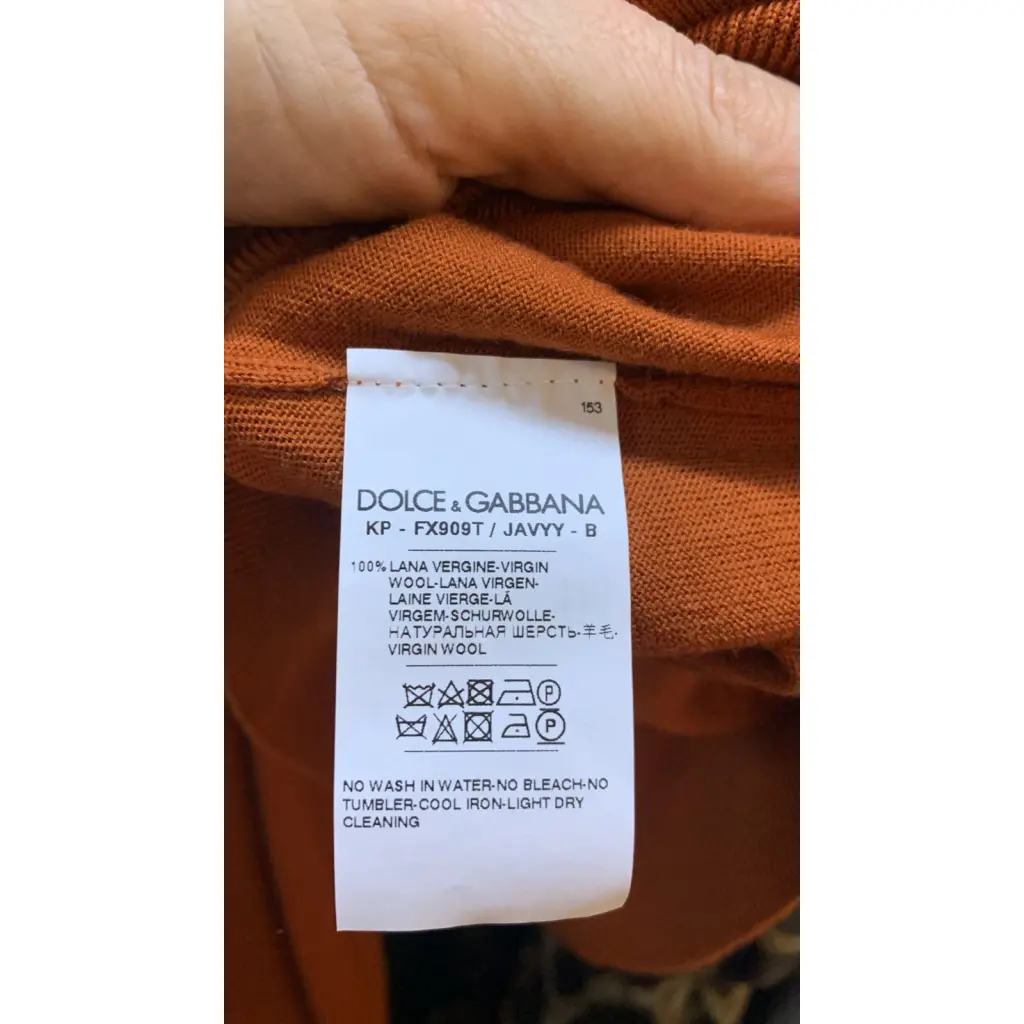 153
DOLCE & GABBANA
KP - FX909T / JAVYY - B
100% LANA VERGINE-VIRGIN
WOOL-LANA VIRGEN-
LAINE VIERGE-LÃ
VIRGEM-SCHURWOLLE-
НАТУРАЛЬНАЯ ШЕРСТЬ-羊毛-
VIRGIN WOOL
P
P
NO WASH IN WATER-NO BLEACH-NO
TUMBLER-COOL IRON-LIGHT DRY
CLEANING